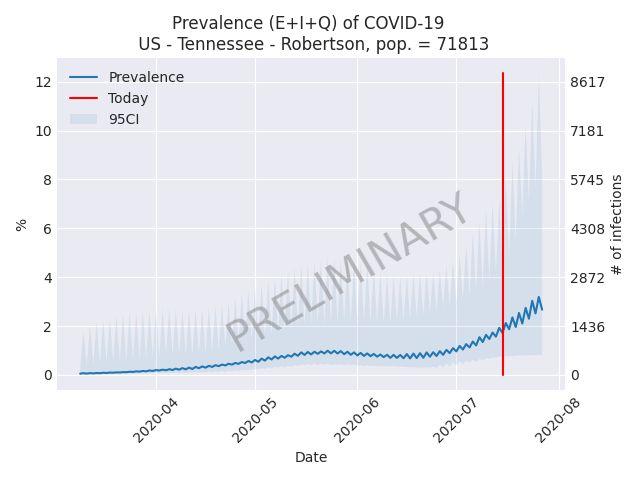 Prevalence (E+I+Q) of COVID-19
US - Tennessee - Robertson, pop. = 71813
Prevalence
Today
95CI
12
10
8
6
4
2
0
%
8617
7181
5745
4308
2872
1436
0
# of infections
PRELIMINARY
2020-04
2020-05
2020-06
2020-07
2020-08
Date